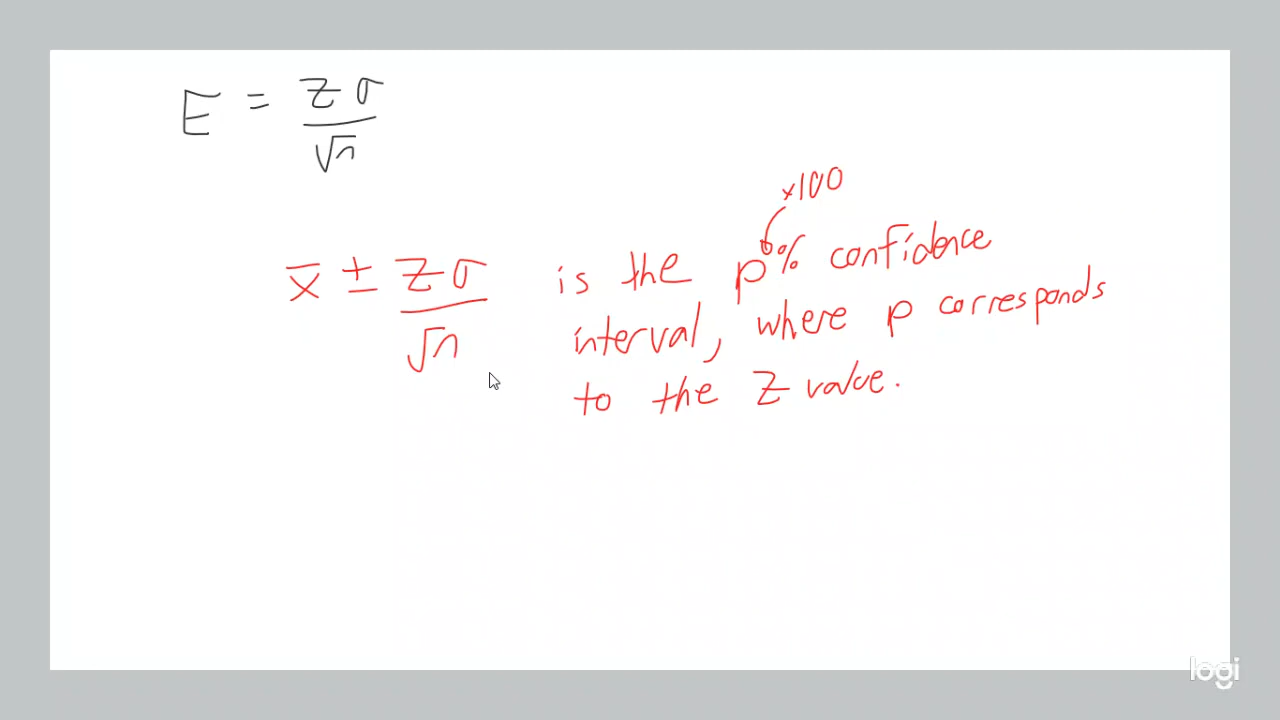 E = zσ/√n
×100
x̄ ± zσ/√n is the p% confidence
interval, where p corresponds
to the z value.
logi